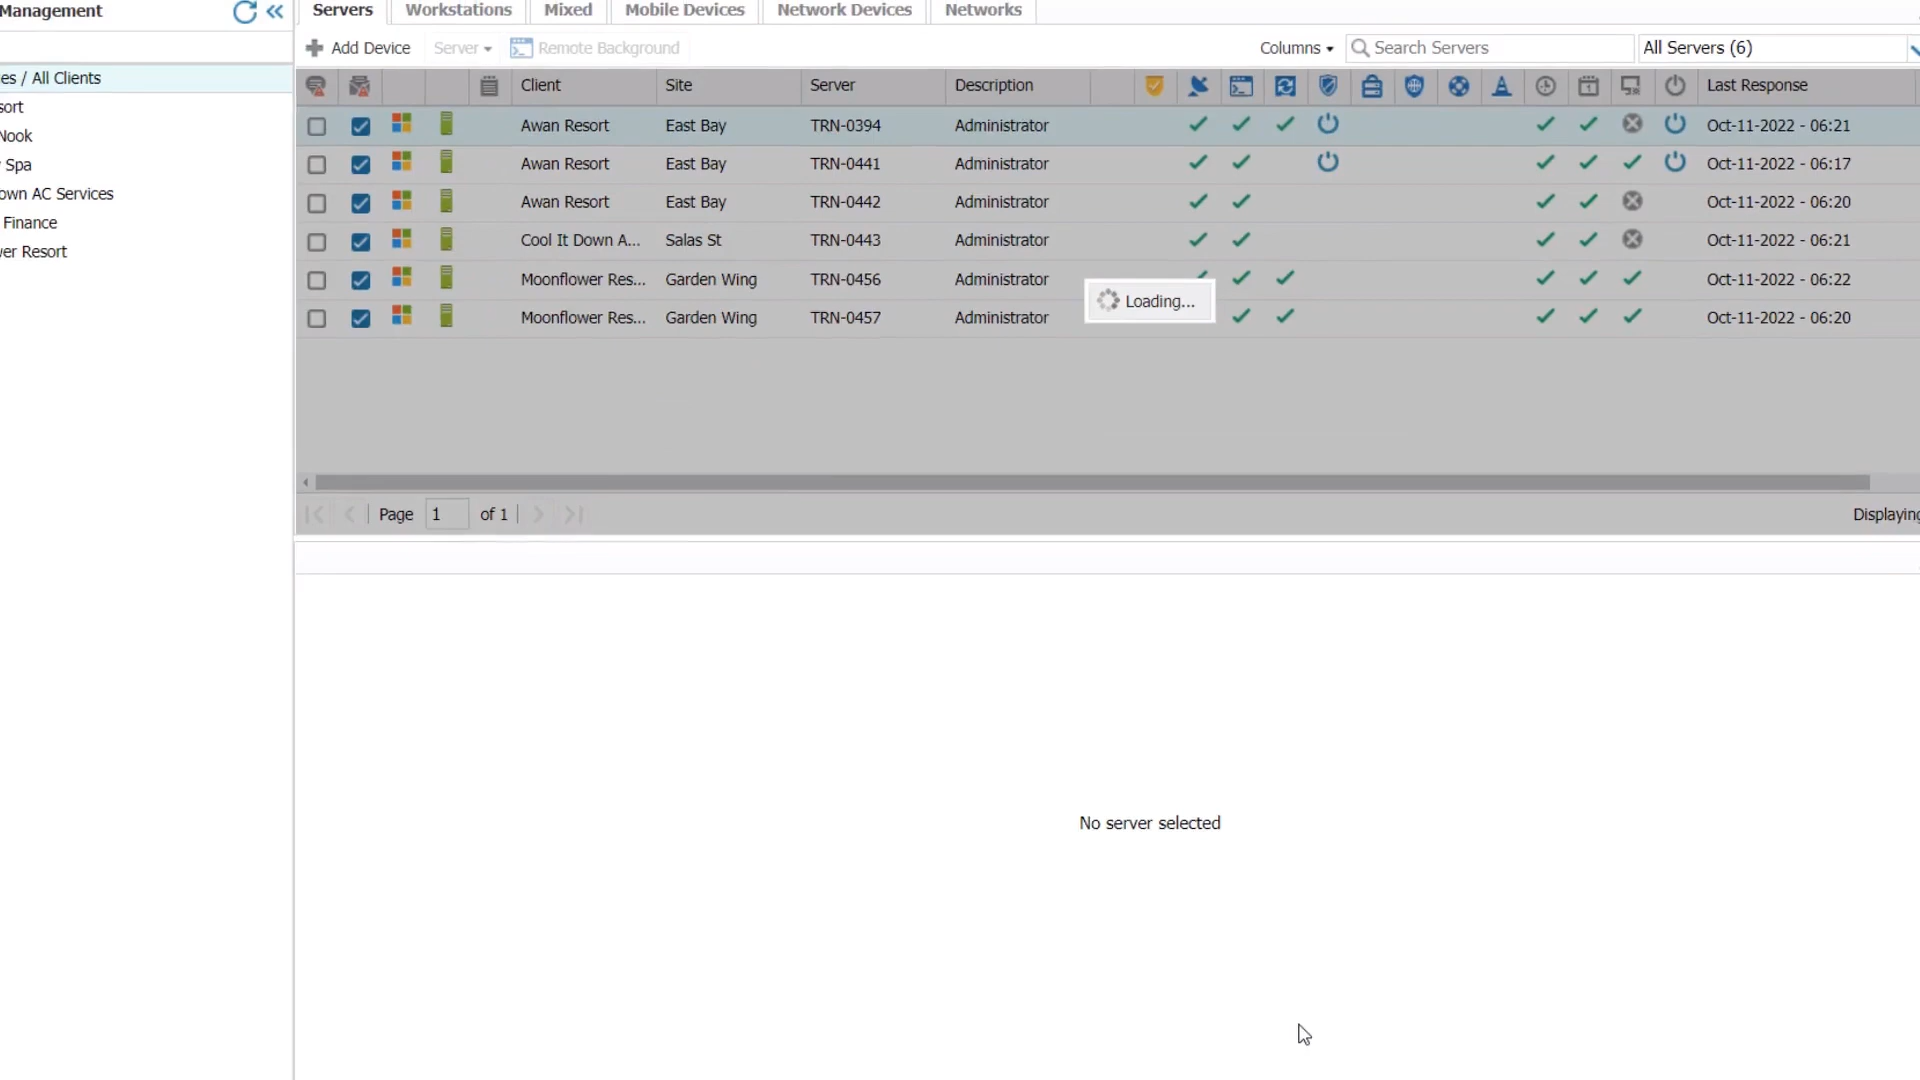 Management
es / All Clients
sort
Nook
Spa
own AC Services
Finance
er Resort
Servers Workstations Mixed Mobile Devices Network Devices Networks
Add Device Server Remote Background Columns Search Servers All Servers (6)
Client Site Server Description Last Response
Awan Resort East Bay TRN-0394 Administrator Oct-11-2022 - 06:21
Awan Resort East Bay TRN-0441 Administrator Oct-11-2022 - 06:17
Awan Resort East Bay TRN-0442 Administrator Oct-11-2022 - 06:20
Cool It Down A... Salas St TRN-0443 Administrator Oct-11-2022 - 06:21
Moonflower Res... Garden Wing TRN-0456 Administrator Oct-11-2022 - 06:22
Loading...
Moonflower Res... Garden Wing TRN-0457 Administrator Oct-11-2022 - 06:20
Page 1 of 1 Displaying
No server selected